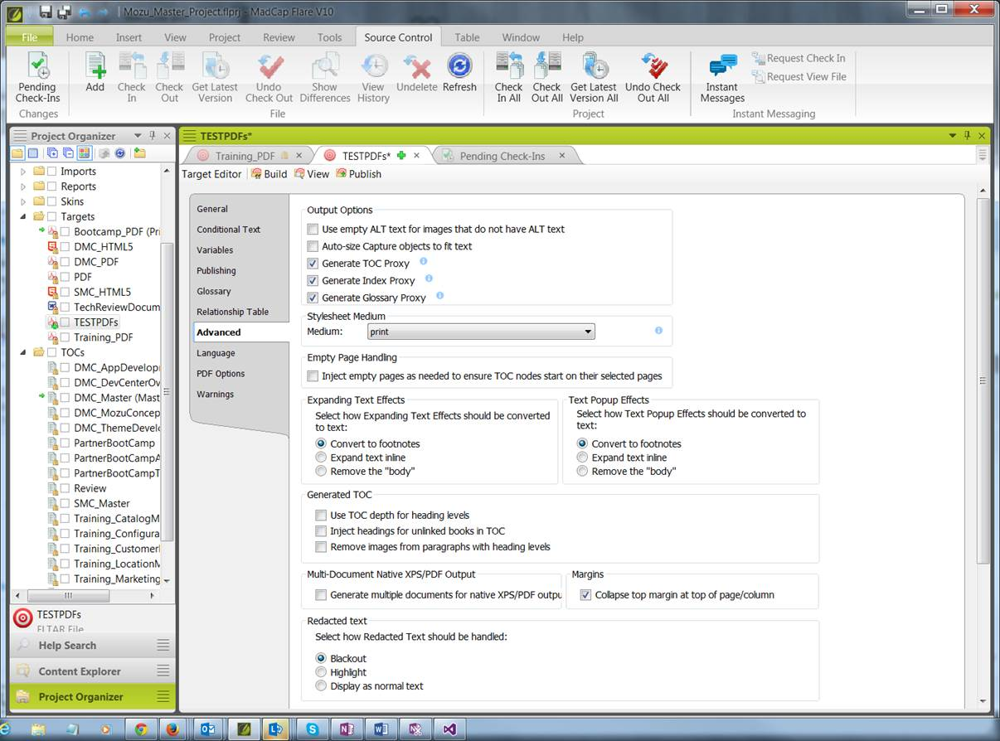 Mozu_Master_Project.flprj - MadCap Flare V10
File Home Insert View Project Review Tools Source Control Table Window Help
Pending Check-Ins
Add
Check In
Check Out
Get Latest Version
Undo Check Out
Show Differences
View History
Undelete
Refresh
Check In All
Check Out All
Get Latest Version All
Undo Check Out All
Instant Messages
Request Check In
Request View File
Changes File Project Instant Messaging
Project Organizer
Imports
Reports
Skins
Targets
Bootcamp_PDF (Pri
DMC_HTML5
DMC_PDF
PDF
SMC_HTML5
TechReviewDocum
TESTPDFs
Training_PDF
TOCs
DMC_AppDevelop
DMC_DevCenterOv
DMC_Master (Mast
DMC_MozuConcep
DMC_ThemeDevelo
PartnerBootCamp
PartnerBootCampA
PartnerBootCampT
Review
SMC_Master
Training_CatalogM
Training_Configura
Training_Customer
Training_LocationM
Training_Marketing
TESTPDFs
FLTAR File
Help Search
Content Explorer
Project Organizer
TESTPDFs*
Training_PDF TESTPDFs* Pending Check-Ins
Target Editor Build View Publish
General
Conditional Text
Variables
Publishing
Glossary
Relationship Table
Advanced
Language
PDF Options
Warnings
Output Options
Use empty ALT text for images that do not have ALT text
Auto-size Capture objects to fit text
Generate TOC Proxy
Generate Index Proxy
Generate Glossary Proxy
Stylesheet Medium
Medium: print
Empty Page Handling
Inject empty pages as needed to ensure TOC nodes start on their selected pages
Expanding Text Effects
Select how Expanding Text Effects should be converted
to text:
Convert to footnotes
Expand text inline
Remove the "body"
Text Popup Effects
Select how Text Popup Effects should be converted to
text:
Convert to footnotes
Expand text inline
Remove the "body"
Generated TOC
Use TOC depth for heading levels
Inject headings for unlinked books in TOC
Remove images from paragraphs with heading levels
Multi-Document Native XPS/PDF Output
Generate multiple documents for native XPS/PDF outpu
Margins
Collapse top margin at top of page/column
Redacted text
Select how Redacted Text should be handled:
Blackout
Highlight
Display as normal text